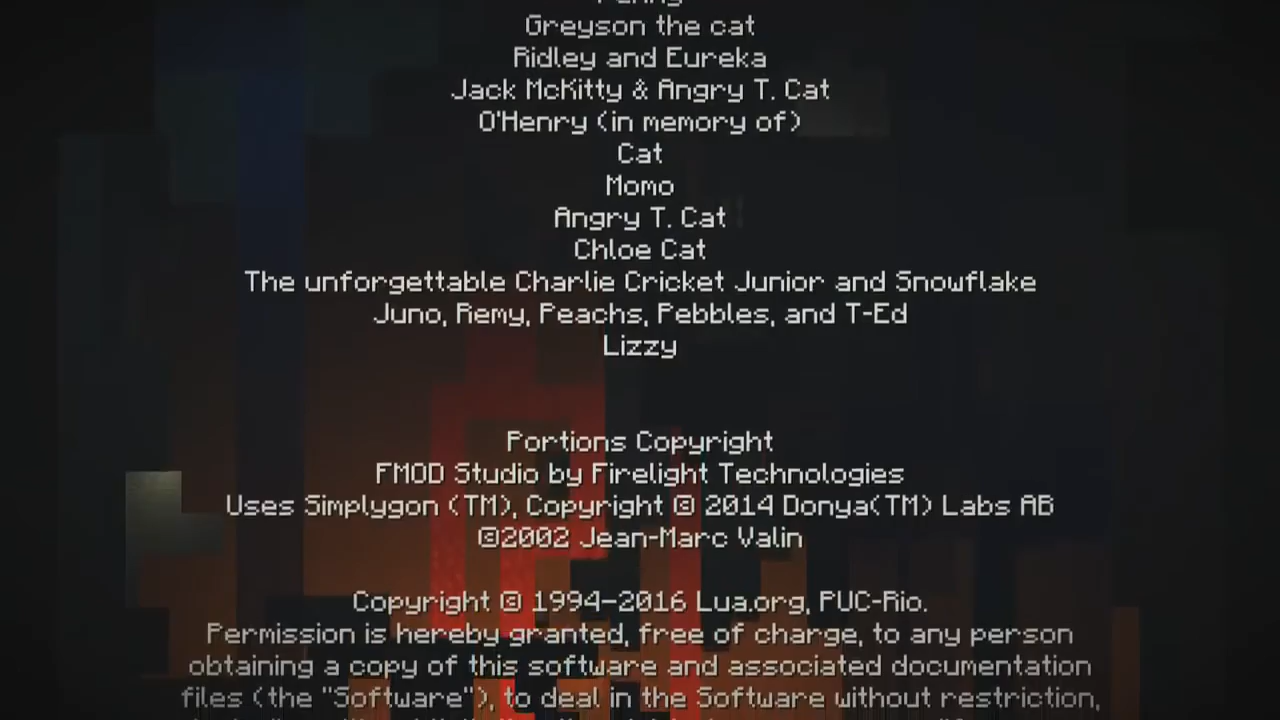 Greyson the cat
Ridley and Eureka
Jack McKitty & Angry T. Cat
O'Henry (in memory of)
Cat
Momo
Angry T. Cat
Chloe Cat
The unforgettable Charlie Cricket Junior and Snowflake
Juno, Remy, Peachs, Pebbles, and T-Ed
Lizzy
Portions Copyright
FMOD Studio by Firelight Technologies
Uses Simplygon (TM), Copyright © 2014 Donya(TM) Labs AB
©2002 Jean-Marc Valin
Copyright © 1994-2016 Lua.org, PUC-Rio.
Permission is hereby granted, free of charge, to any person
obtaining a copy of this software and associated documentation
files (the "Software"), to deal in the Software without restriction,